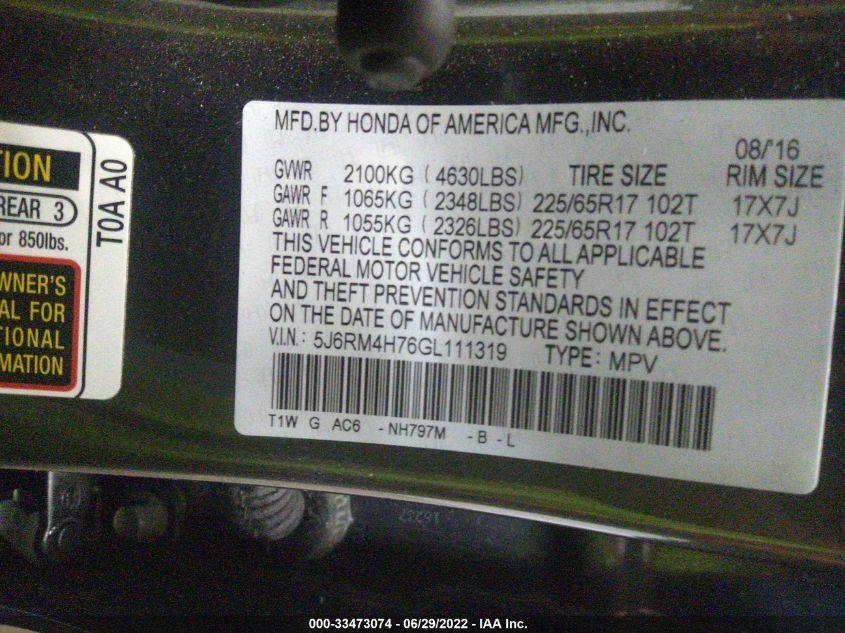 TION
REAR 3
or 850lbs.
WNER'S
AL FOR
TIONAL
MATION
T0A A0
MFD.BY HONDA OF AMERICA MFG.,INC.
08/'16
GVWR 2100KG ( 4630LBS) TIRE SIZE RIM SIZE
GAWR F 1065KG ( 2348LBS) 225/65R17 102T 17X7J
GAWR R 1055KG ( 2326LBS) 225/65R17 102T 17X7J
THIS VEHICLE CONFORMS TO ALL APPLICABLE
FEDERAL MOTOR VEHICLE SAFETY
AND THEFT PREVENTION STANDARDS IN EFFECT
ON THE DATE OF MANUFACTURE SHOWN ABOVE.
V.I.N.: 5J6RM4H76GL111319 TYPE: MPV
T1W G AC6 -NH797M -B -L
000-33473074 - 06/29/2022 - IAA Inc.